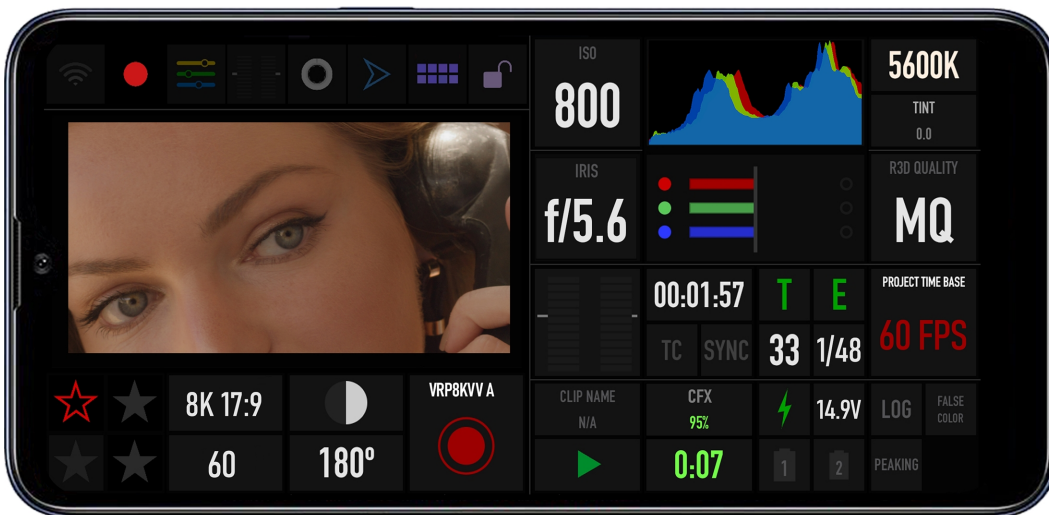 ISO
800
5600K
TINT
0.0
IRIS
f/5.6
R3D QUALITY
MQ
00:01:57
T E
PROJECT TIME BASE
60 FPS
TC SYNC
33 1/48
8K 17:9
60
180º
VRP8KVV A
CLIP NAME
N/A
CFX
95%
14.9V
LOG
FALSE
COLOR
0:07
1 2
PEAKING